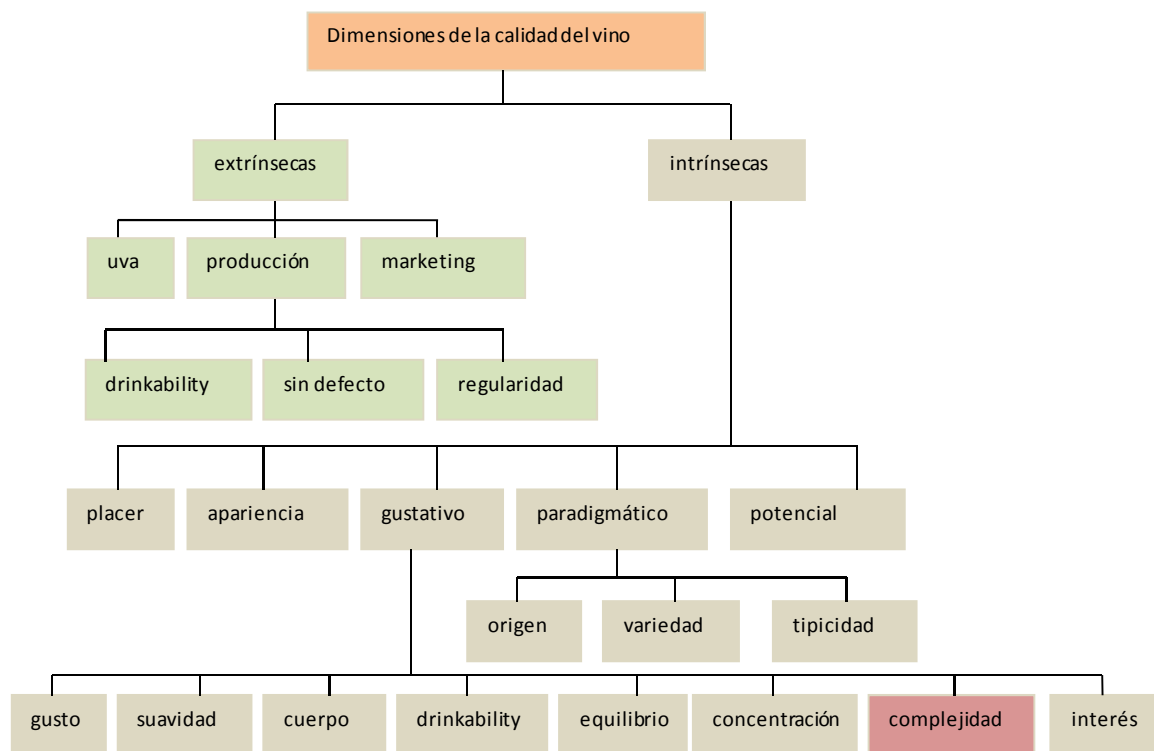 Dimensiones de la calidad del vino
extrínsecas
intrínsecas
uva
producción
marketing
drinkability
sin defecto
regularidad
placer
apariencia
gustativo
paradigmático
potencial
origen
variedad
tipicidad
gusto
suavidad
cuerpo
drinkability
equilibrio
concentración
complejidad
interés